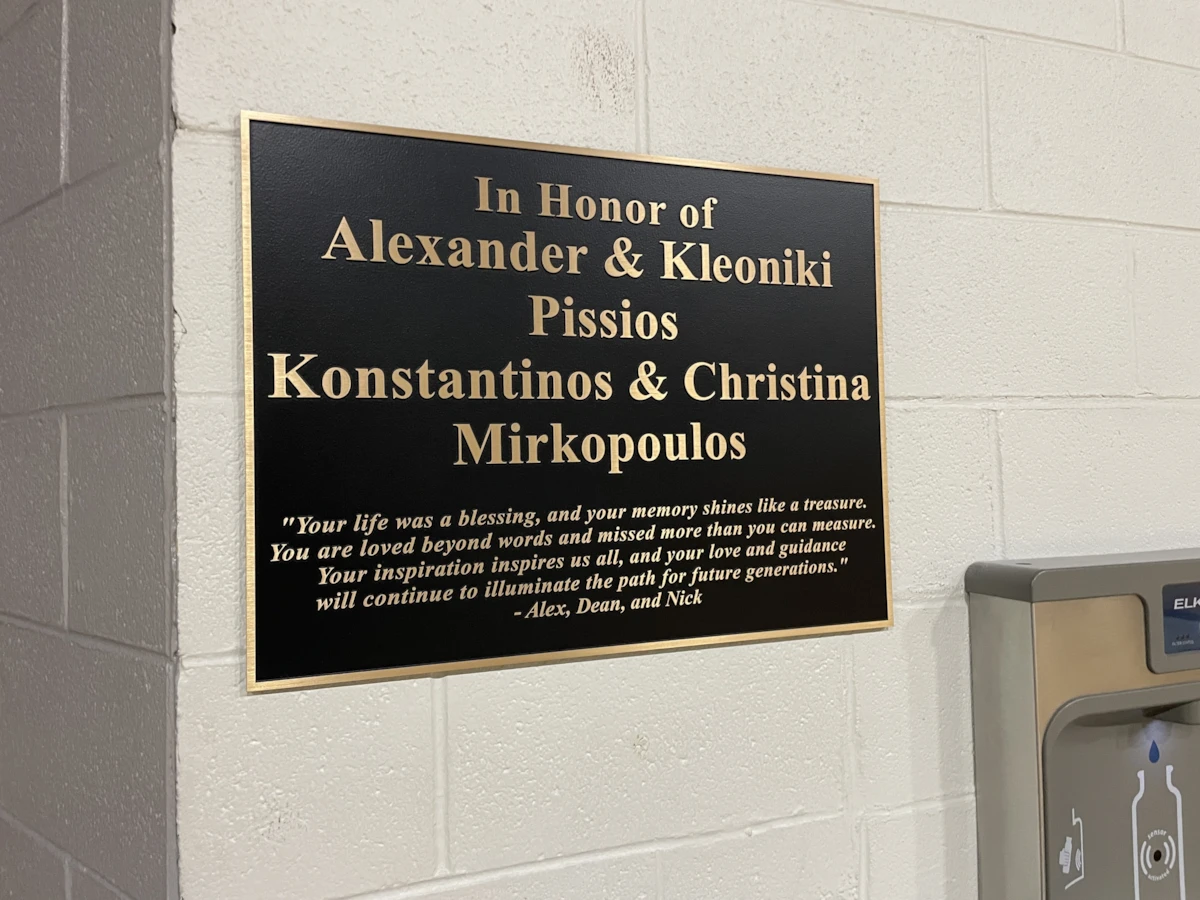 In Honor of
Alexander & Kleoniki
Pissios
Konstantinos & Christina
Mirkopoulos
"Your life was a blessing, and your memory shines like a treasure.
You are loved beyond words and missed more than you can measure.
Your inspiration inspires us all, and your love and guidance
will continue to illuminate the path for future generations."
- Alex, Dean, and Nick
ELK
sensor
activated